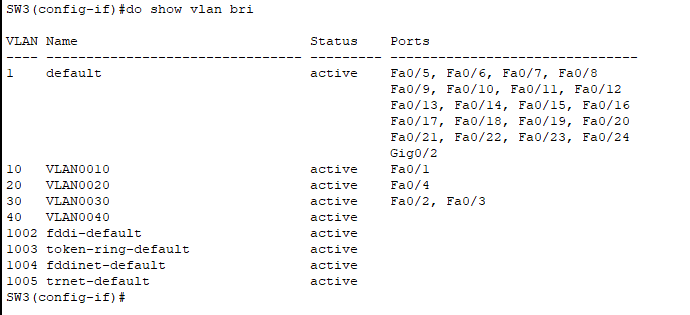 SW3(config-if)#do show vlan bri
VLAN Name                             Status    Ports
---- -------------------------------- --------- -------------------------------
1    default                          active    Fa0/5, Fa0/6, Fa0/7, Fa0/8
                                                Fa0/9, Fa0/10, Fa0/11, Fa0/12
                                                Fa0/13, Fa0/14, Fa0/15, Fa0/16
                                                Fa0/17, Fa0/18, Fa0/19, Fa0/20
                                                Fa0/21, Fa0/22, Fa0/23, Fa0/24
                                                Gig0/2
10   VLAN0010                         active    Fa0/1
20   VLAN0020                         active    Fa0/4
30   VLAN0030                         active    Fa0/2, Fa0/3
40   VLAN0040                         active
1002 fddi-default                     active
1003 token-ring-default               active
1004 fddinet-default                  active
1005 trnet-default                    active
SW3(config-if)#